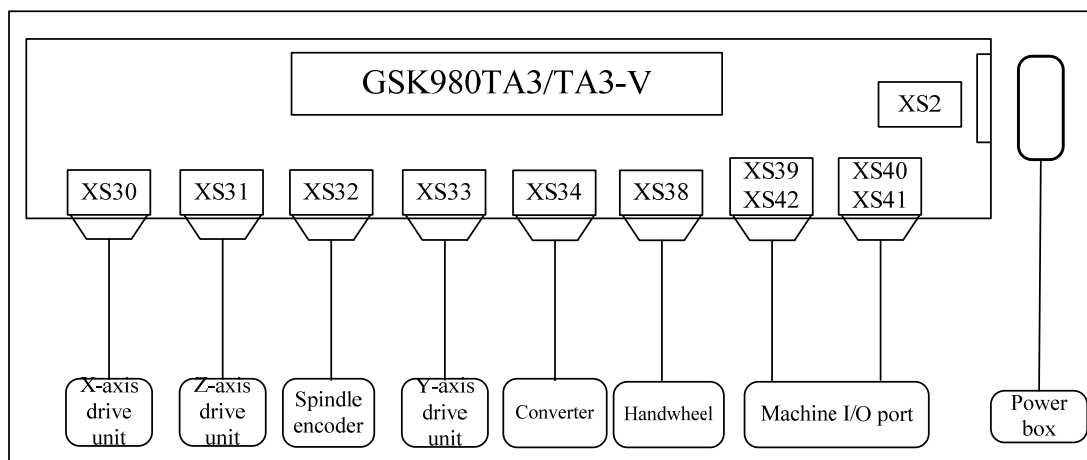 GSK980TA3/TA3-V
XS2
XS30
XS31
XS32
XS33
XS34
XS38
XS39
XS42
XS40
XS41
X-axis
drive
unit
Z-axis
drive
unit
Spindle
encoder
Y-axis
drive
unit
Converter
Handwheel
Machine I/O port
Power
box